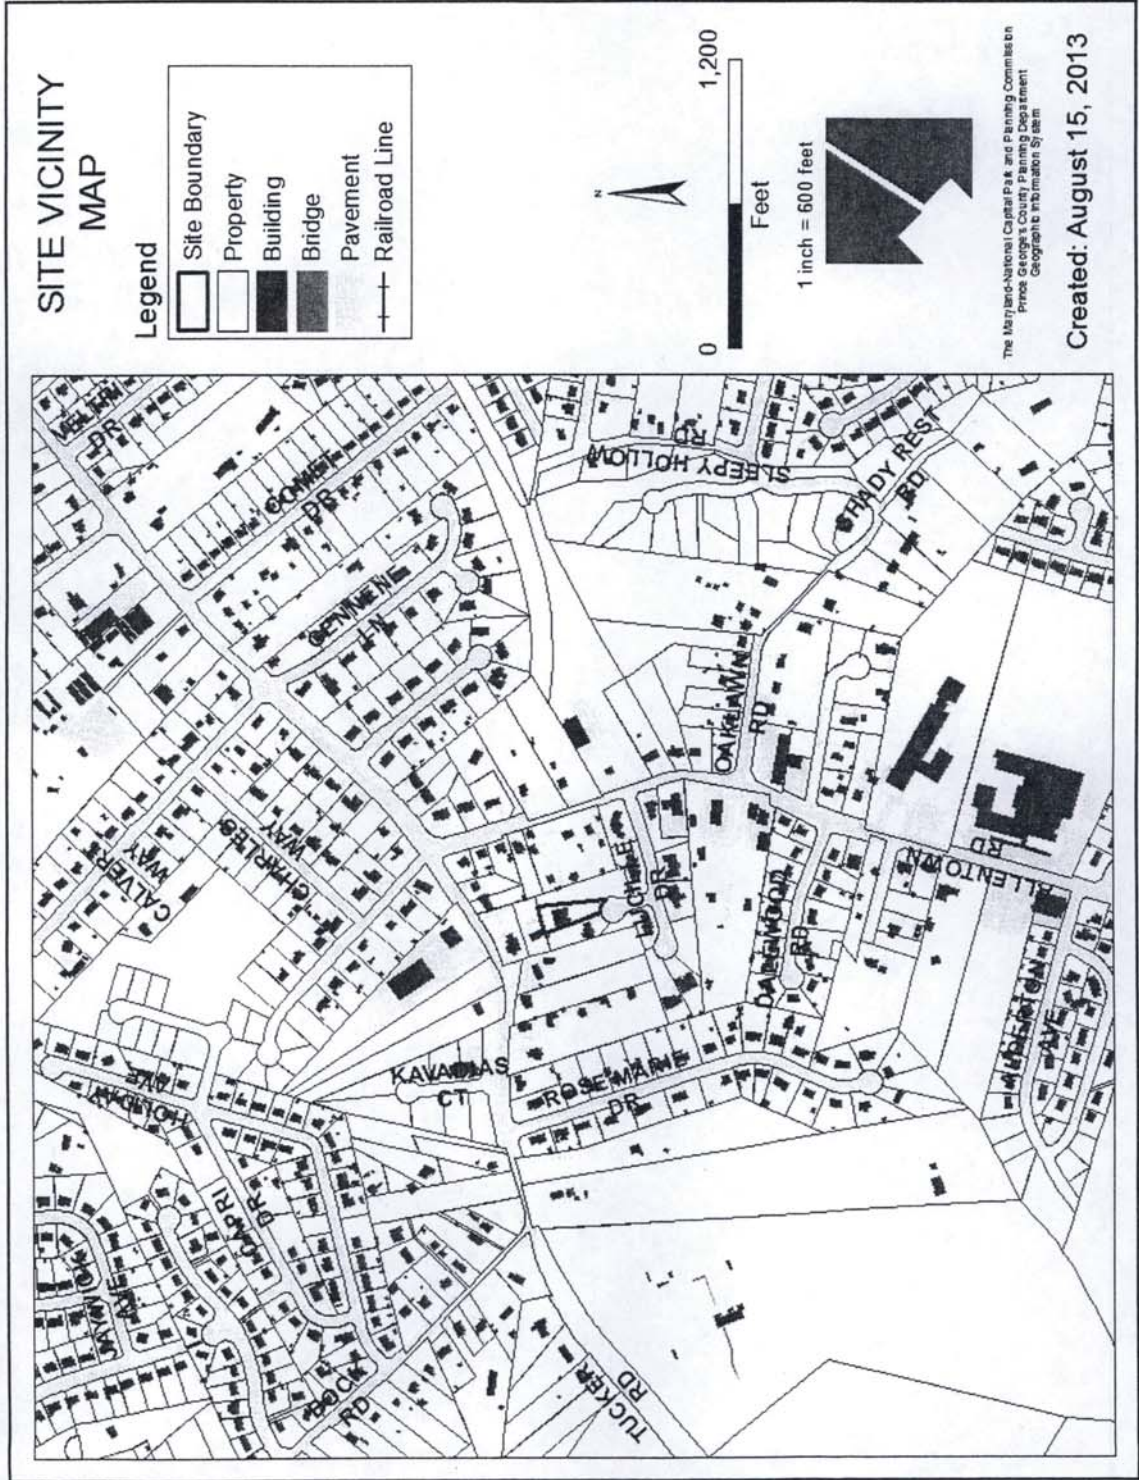 SITE VICINITY
MAP
Legend
Site Boundary
Property
Building
Bridge
Pavement
Railroad Line
N
0
1,200
Feet
1 inch = 600 feet
The Maryland-National Capital Park and Planning Commission
Prince George's County Planning Department
Geographic Information System
Created: August 15, 2013
DR
DR
LN
CALVERT
WAY
CHARLES
WAY
HOLIDAY
AVE
CAPRI
DR
AVE
BOCK
RD
TUCKER
RD
KAVADIAS
CT
ROSE MARIE
DR
LUCILLE
DR
OAKLAWN
RD
RD
SLEEPY HOLLOW
RD
SHADY REST
RD
ALLENTOWN
RD
AVE